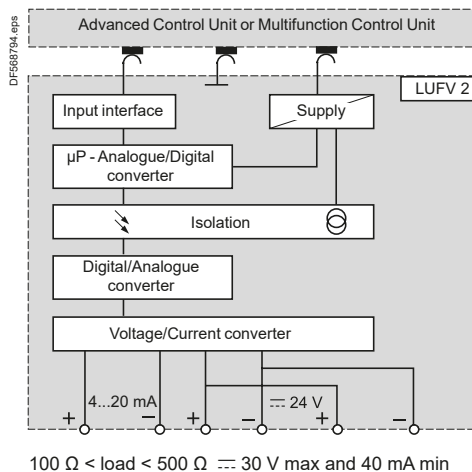 Advanced Control Unit or Multifunction Control Unit
DF568794.eps
LUFV 2
Input interface
Supply
µP - Analogue/Digital
converter
Isolation
Digital/Analogue
converter
Voltage/Current converter
4...20 mA
⎓ 24 V
+ − + − + −
100 Ω < load < 500 Ω ⎓ 30 V max and 40 mA min